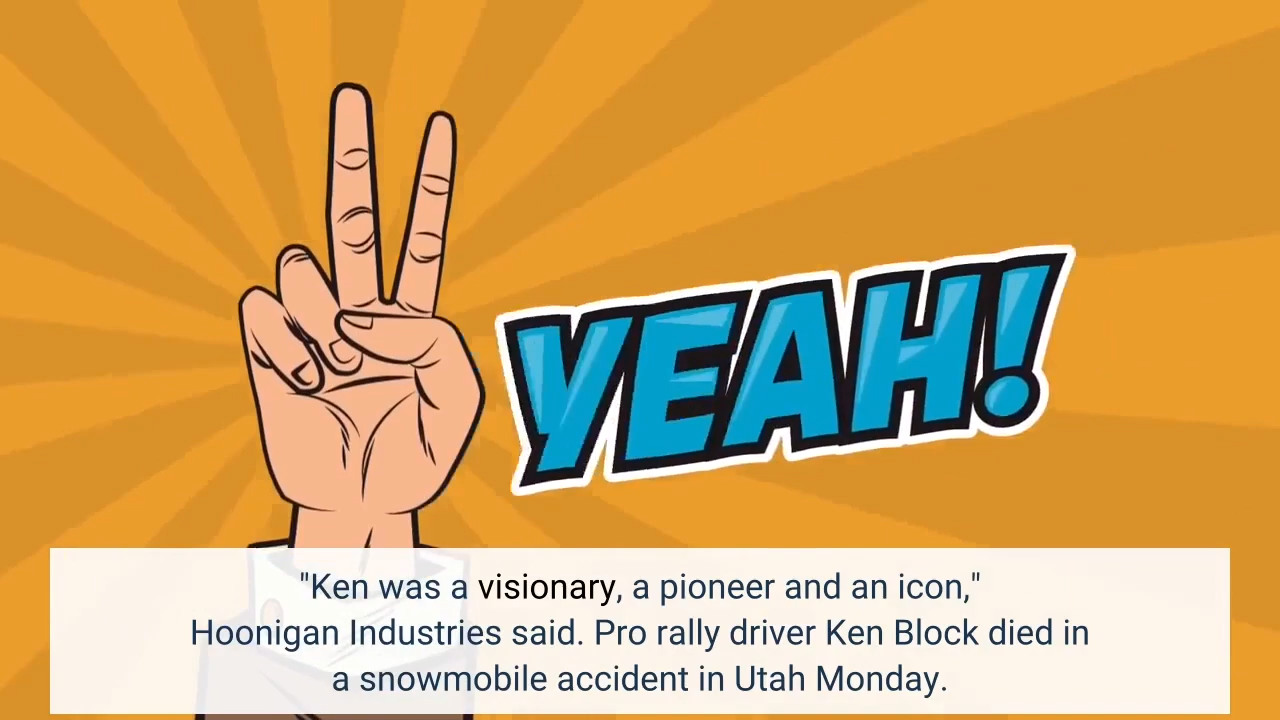 YEAH!
"Ken was a visionary, a pioneer and an icon,"
Hoonigan Industries said. Pro rally driver Ken Block died in
a snowmobile accident in Utah Monday.